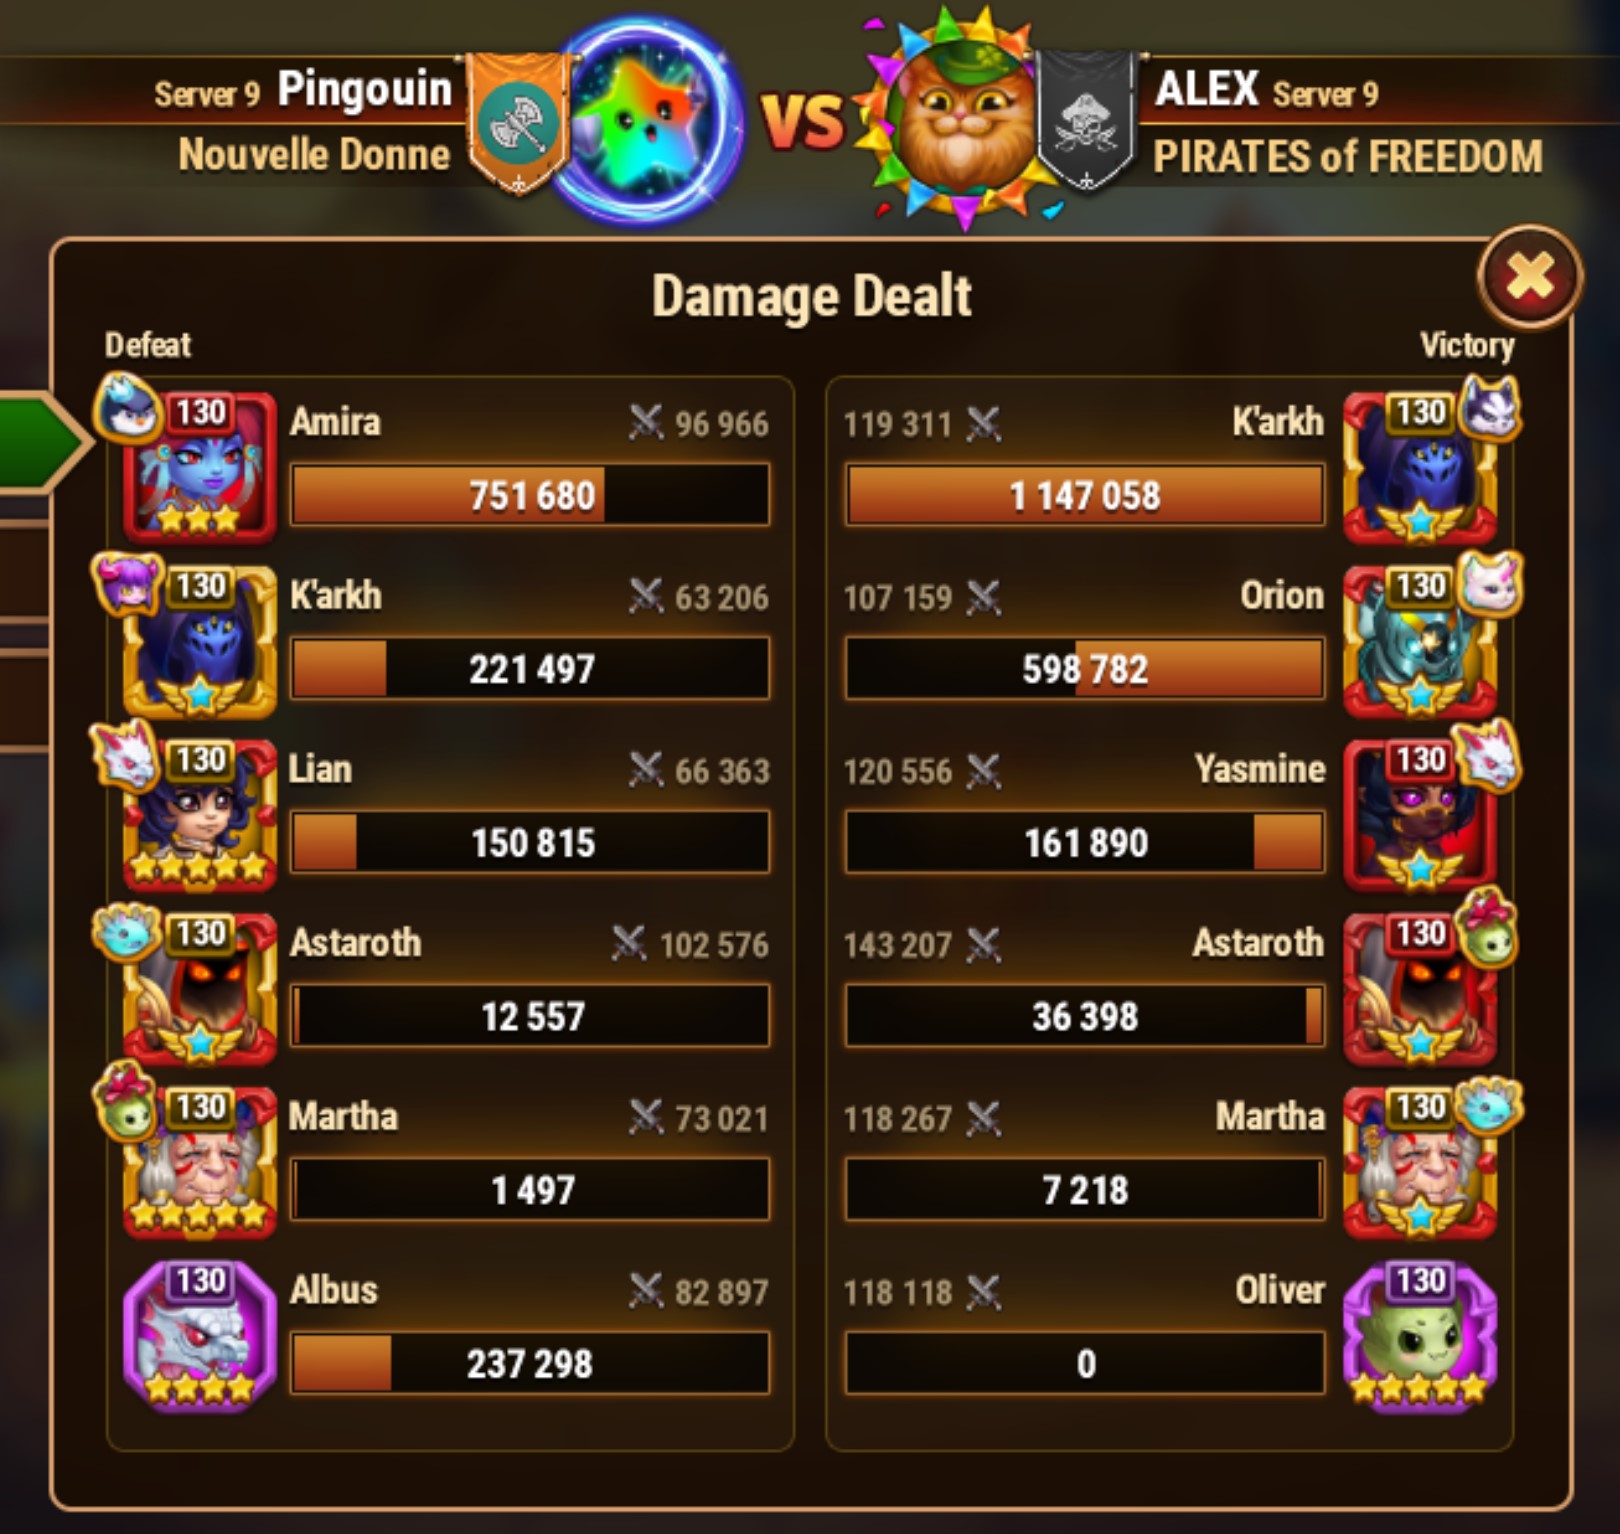 Server 9 Pingouin
Nouvelle Donne
VS
ALEX Server 9
PIRATES of FREEDOM
Damage Dealt
Defeat
Victory
130 Amira 96 966
751 680
119 311 K'arkh 130
1 147 058
130 K'arkh 63 206
221 497
107 159 Orion 130
598 782
130 Lian 66 363
150 815
120 556 Yasmine 130
161 890
130 Astaroth 102 576
12 557
143 207 Astaroth 130
36 398
130 Martha 73 021
1 497
118 267 Martha 130
7 218
130 Albus 82 897
237 298
118 118 Oliver 130
0